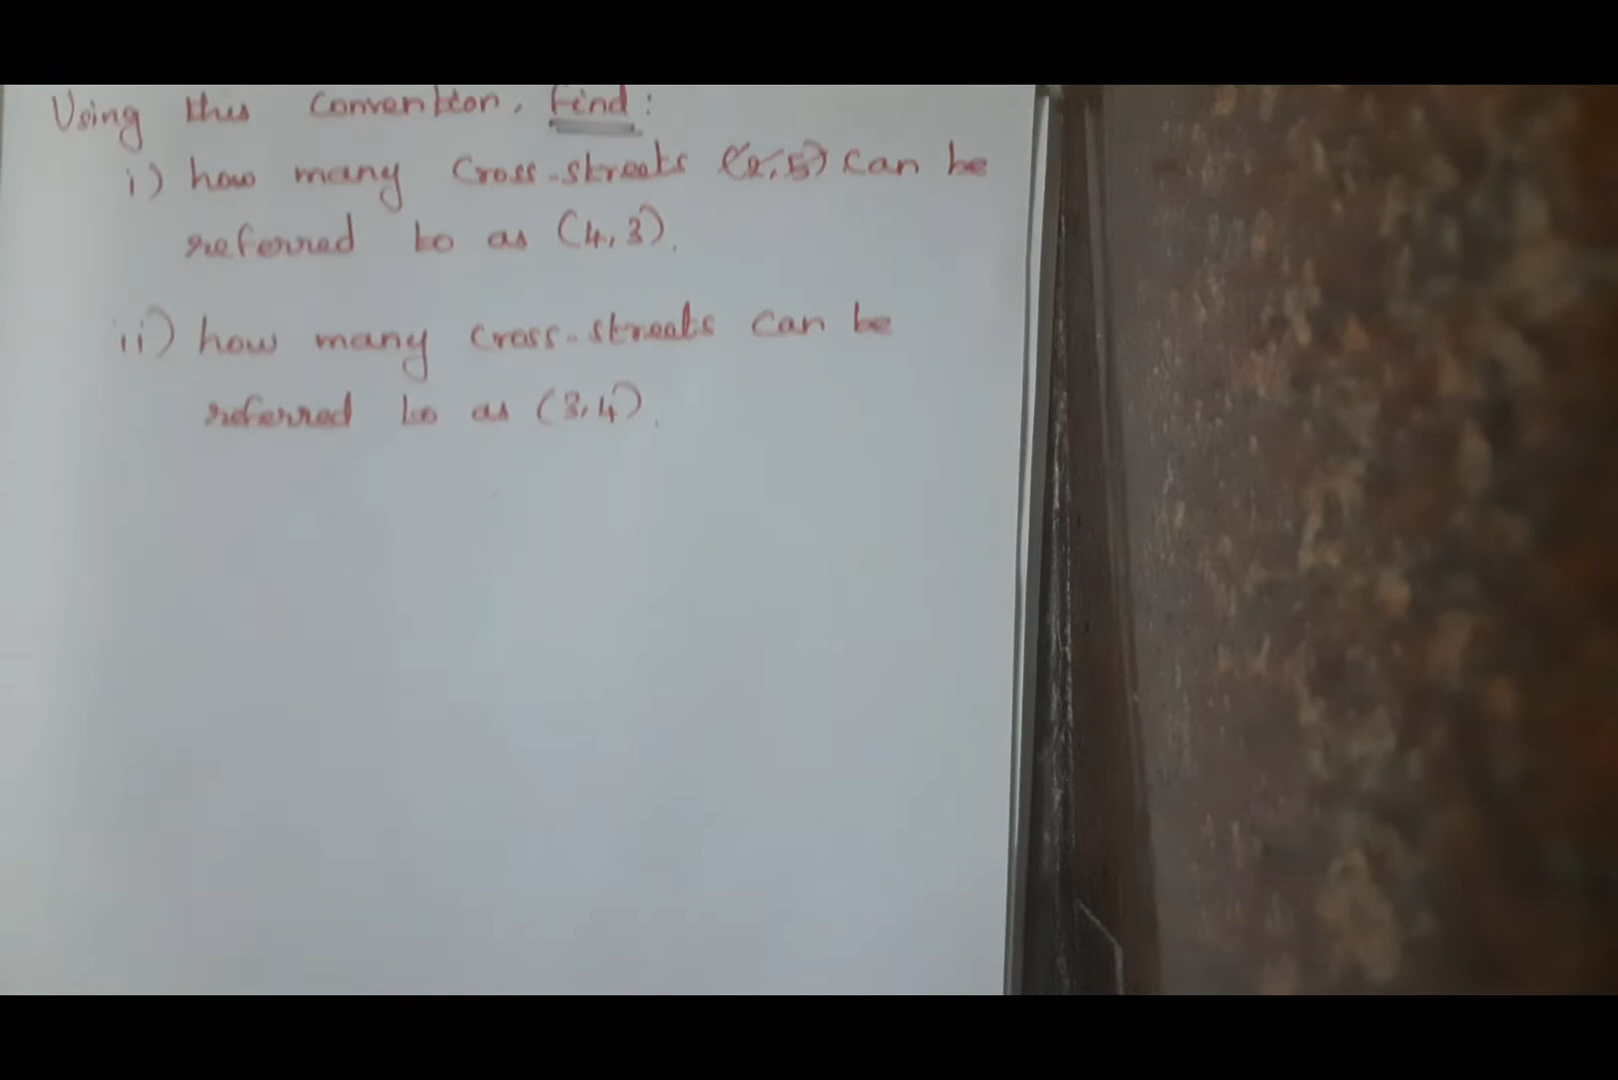 Using this convention, find:
i) how many cross-streets (2,5) can be
referred to as (4,3).
ii) how many cross-streets can be
referred to as (3,4).